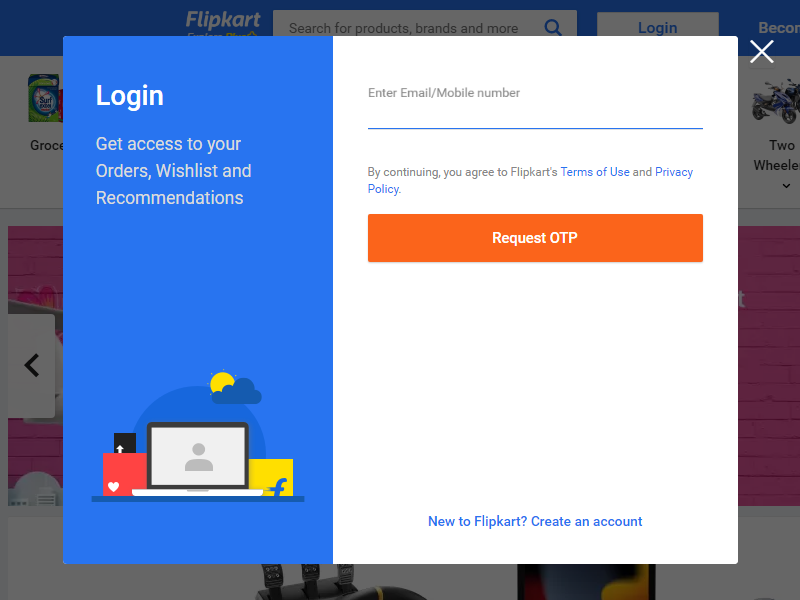 Flipkart
Explore Plus
Search for products, brands and more
Login
Becom
Groce
Two
Wheele
Login
Get access to your
Orders, Wishlist and
Recommendations
Enter Email/Mobile number
By continuing, you agree to Flipkart's Terms of Use and Privacy
Policy.
Request OTP
New to Flipkart? Create an account